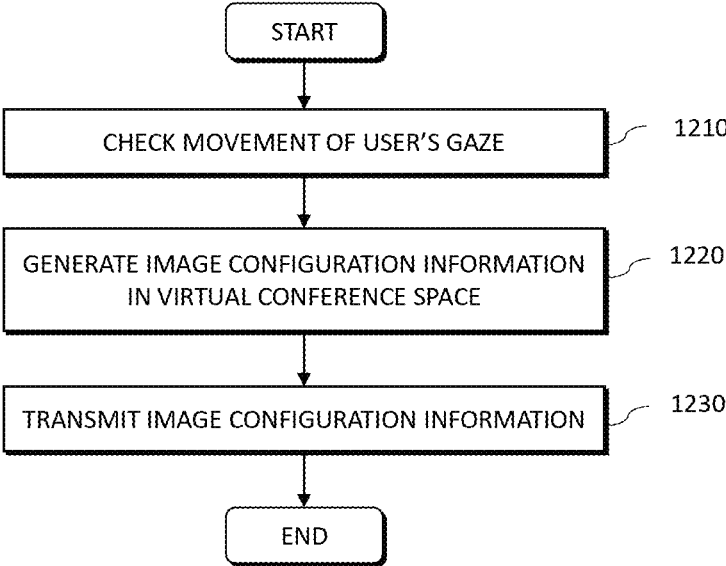 START
CHECK MOVEMENT OF USER'S GAZE
1210
GENERATE IMAGE CONFIGURATION INFORMATION
IN VIRTUAL CONFERENCE SPACE
1220
TRANSMIT IMAGE CONFIGURATION INFORMATION
1230
END